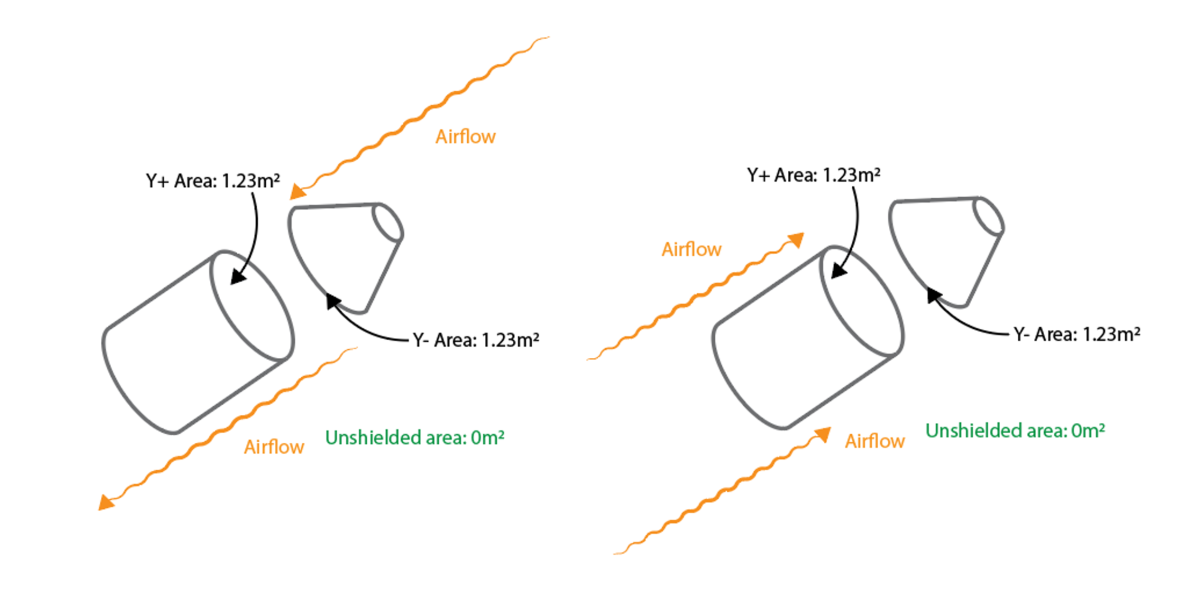 Airflow
Y+ Area: 1.23m²
Y- Area: 1.23m²
Airflow
Unshielded area: 0m²
Y+ Area: 1.23m²
Airflow
Y- Area: 1.23m²
Airflow
Unshielded area: 0m²